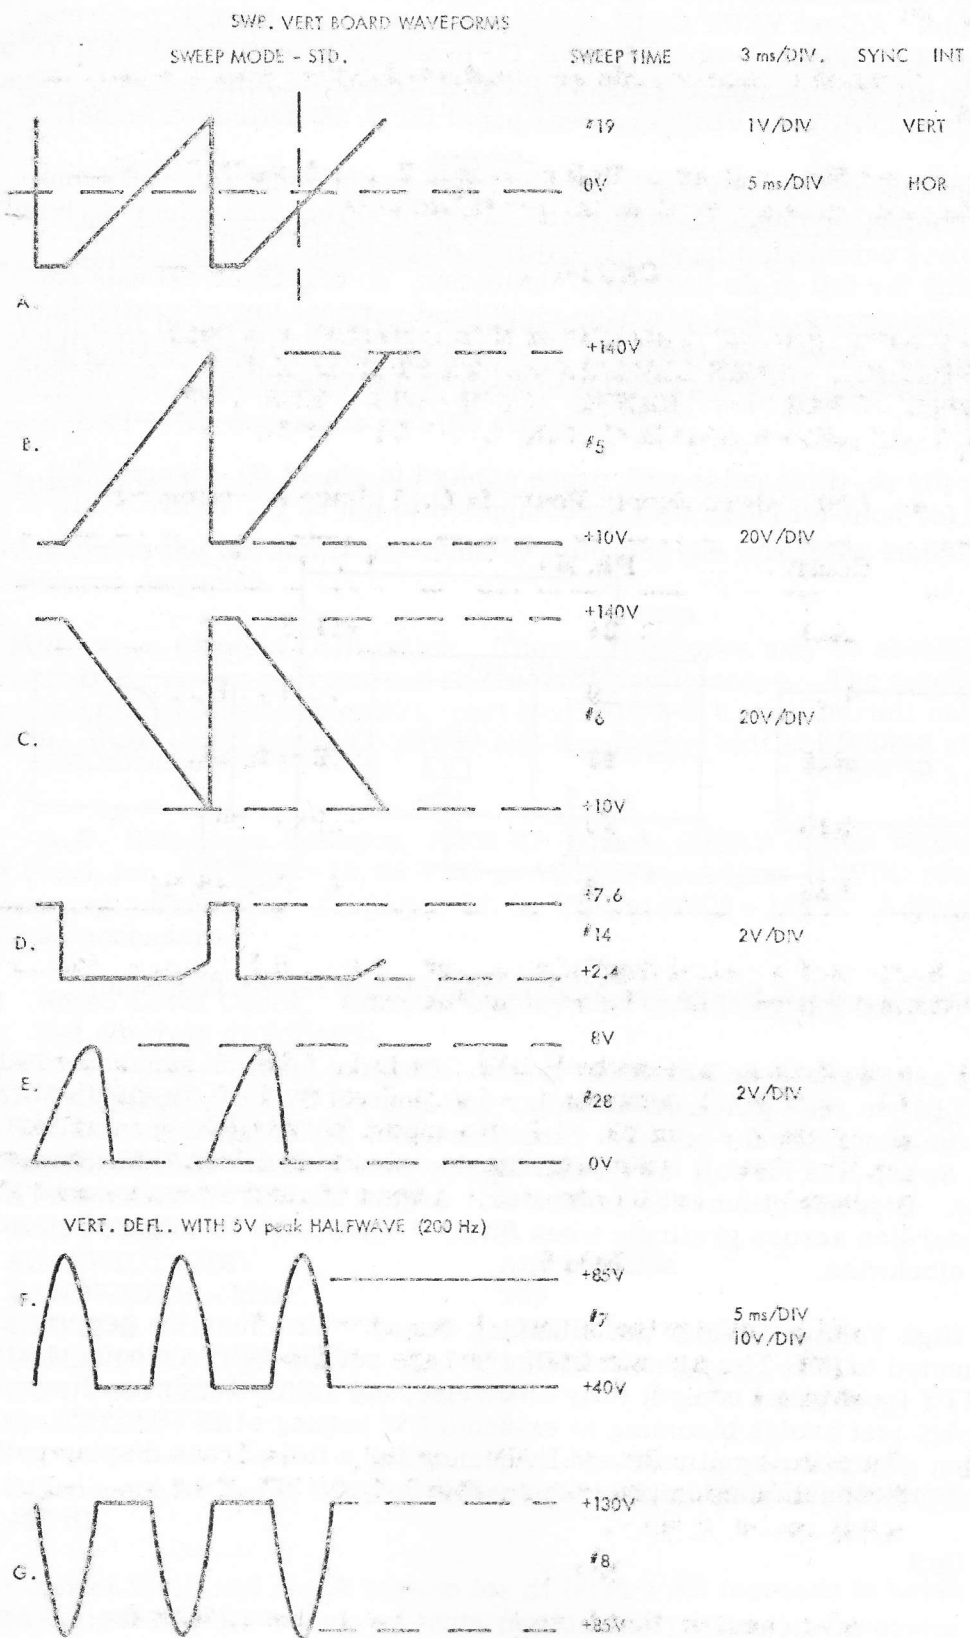 SWP. VERT BOARD WAVEFORMS
SWEEP MODE - STD. SWEEP TIME 3 ms/DIV. SYNC INT
#19 1V/DIV VERT
0V 5 ms/DIV HOR
A.
+140V
B. #5
+10V 20V/DIV
+140V
C. #6 20V/DIV
+10V
+7.6
D. #14 2V/DIV
+2.4
8V
E. #28 2V/DIV
0V
VERT. DEFL. WITH 5V peak HALFWAVE (200 Hz)
+85V
F. #7 5 ms/DIV
10V/DIV
+40V
+130V
G. #8
+85V